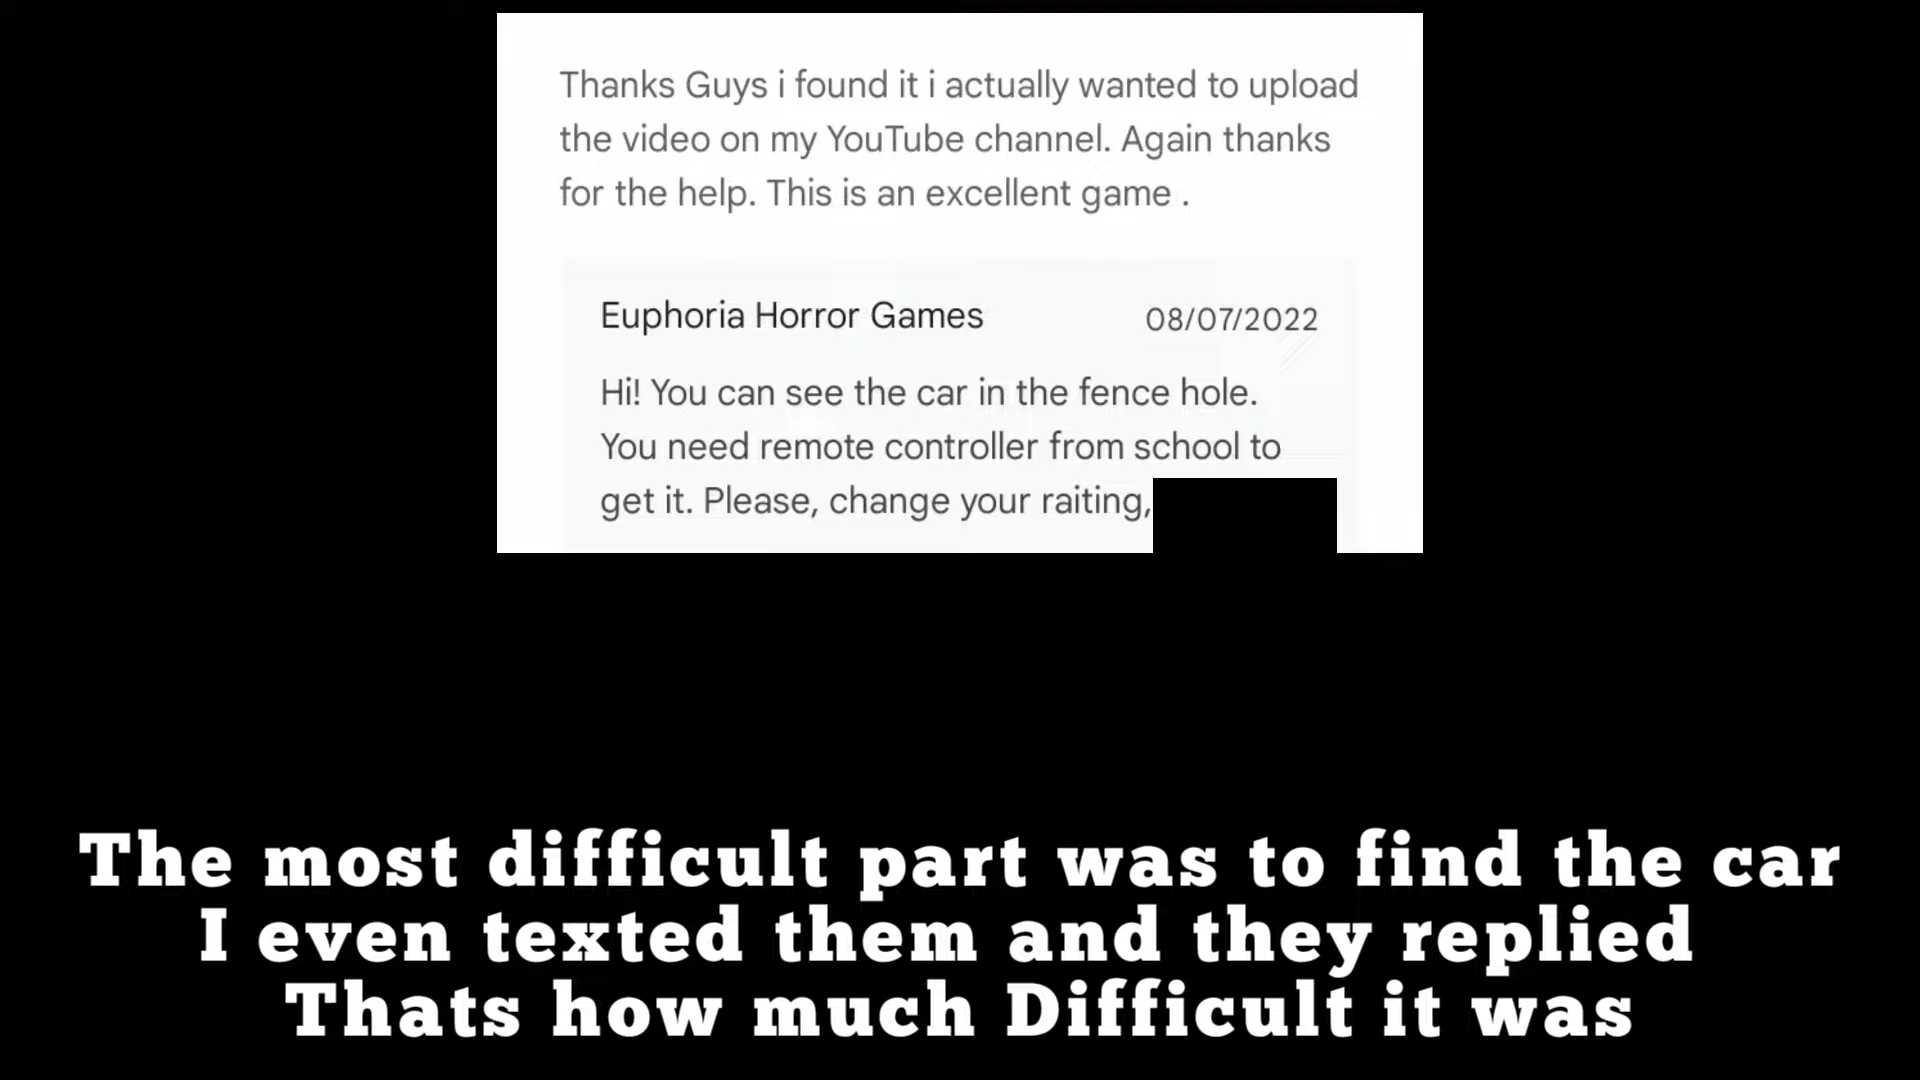 Thanks Guys i found it i actually wanted to upload
the video on my YouTube channel. Again thanks
for the help. This is an excellent game .
Euphoria Horror Games 08/07/2022
Hi! You can see the car in the fence hole.
You need remote controller from school to
get it. Please, change your raiting,
The most difficult part was to find the car
I even texted them and they replied
Thats how much Difficult it was